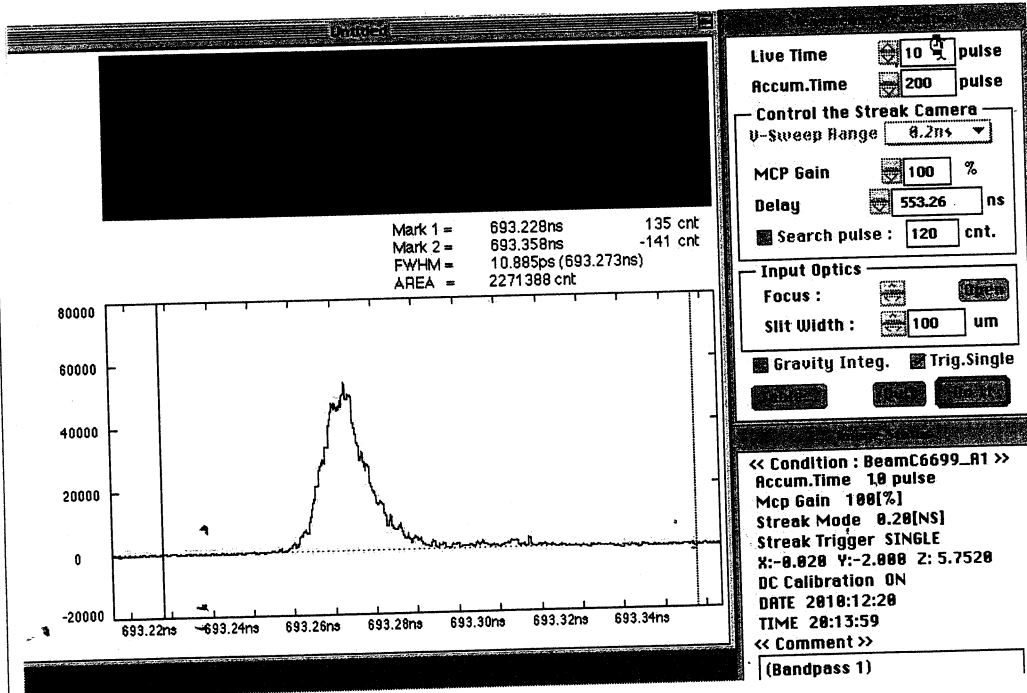 Untitled
Mark 1 = 693.228ns 135 cnt
Mark 2 = 693.358ns -141 cnt
FWHM = 10.885ps (693.273ns)
AREA = 2271388 cnt
80000
60000
40000
20000
0
-20000
693.22ns 693.24ns 693.26ns 693.28ns 693.30ns 693.32ns 693.34ns
Live Time 10 pulse
Accum.Time 200 pulse
Control the Streak Camera
V-Sweep Range 0.2ns
MCP Gain 100 %
Delay 553.26 ns
Search pulse : 120 cnt.
Input Optics
Focus : Open
Slit Width : 100 um
Gravity Integ. Trig.Single
<< Condition : BeamC6699_A1 >>
Accum.Time 10 pulse
Mcp Gain 100[%]
Streak Mode 0.20[NS]
Streak Trigger SINGLE
X:-0.020 Y:-2.000 Z: 5.7520
DC Calibration ON
DATE 2010:12:20
TIME 20:13:59
<< Comment >>
(Bandpass 1)